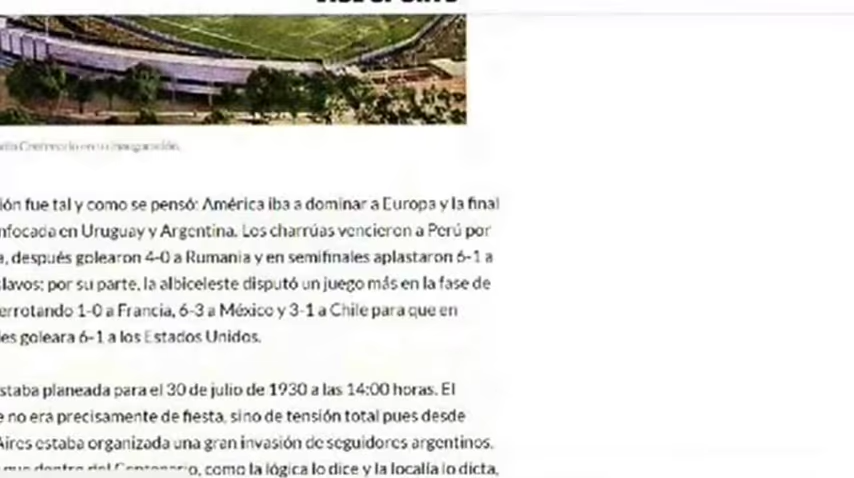 en su inauguración.
ión fue tal y como se pensó: América iba a dominar a Europa y la final
nfocada en Uruguay y Argentina. Los charrúas vencieron a Perú por
a, después golearon 4-0 a Rumania y en semifinales aplastaron 6-1 a
lavos; por su parte, la albiceleste disputó un juego más en la fase de
errotando 1-0 a Francia, 6-3 a México y 3-1 a Chile para que en
les goleara 6-1 a los Estados Unidos.
staba planeada para el 30 de julio de 1930 a las 14:00 horas. El
e no era precisamente de fiesta, sino de tensión total pues desde
Aires estaba organizada una gran invasión de seguidores argentinos,
o, como la lógica lo dice y la localía lo dicta,